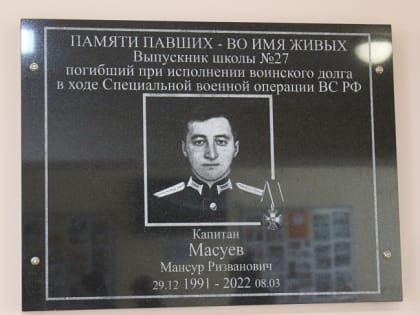 ПАМЯТИ ПАВШИХ - ВО ИМЯ ЖИВЫХ
Выпускник школы №27
погибший при исполнении воинского долга
в ходе Специальной военной операции ВС РФ
Капитан
Масуев
Мансур Ризванович
29.12 1991 - 2022 08.03